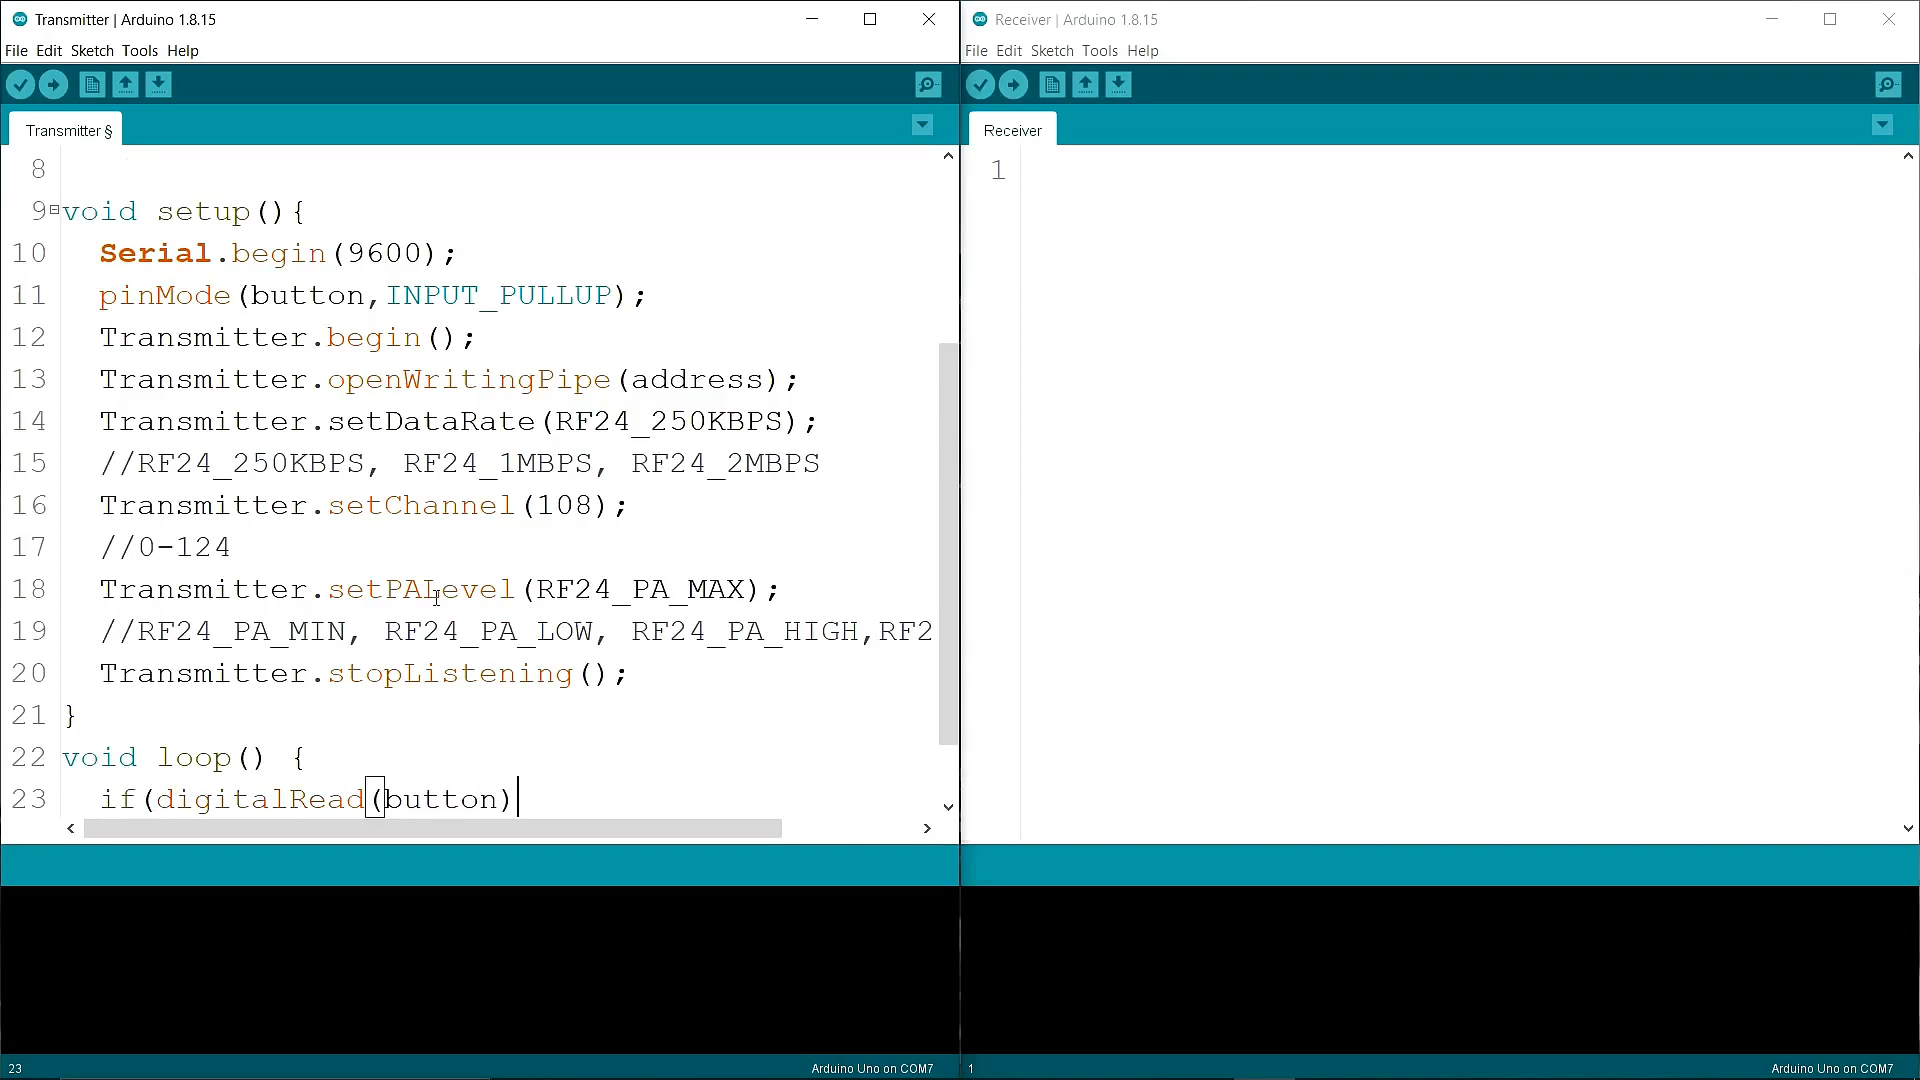 Transmitter | Arduino 1.8.15
File Edit Sketch Tools Help
Transmitter §
8
9 void setup(){
10 Serial.begin(9600);
11 pinMode(button,INPUT_PULLUP);
12 Transmitter.begin();
13 Transmitter.openWritingPipe(address);
14 Transmitter.setDataRate(RF24_250KBPS);
15 //RF24_250KBPS, RF24_1MBPS, RF24_2MBPS
16 Transmitter.setChannel(108);
17 //0-124
18 Transmitter.setPALevel(RF24_PA_MAX);
19 //RF24_PA_MIN, RF24_PA_LOW, RF24_PA_HIGH,RF2
20 Transmitter.stopListening();
21 }
22 void loop() {
23 if(digitalRead(button)
23
Arduino Uno on COM7
Receiver | Arduino 1.8.15
File Edit Sketch Tools Help
Receiver
1
1
Arduino Uno on COM7